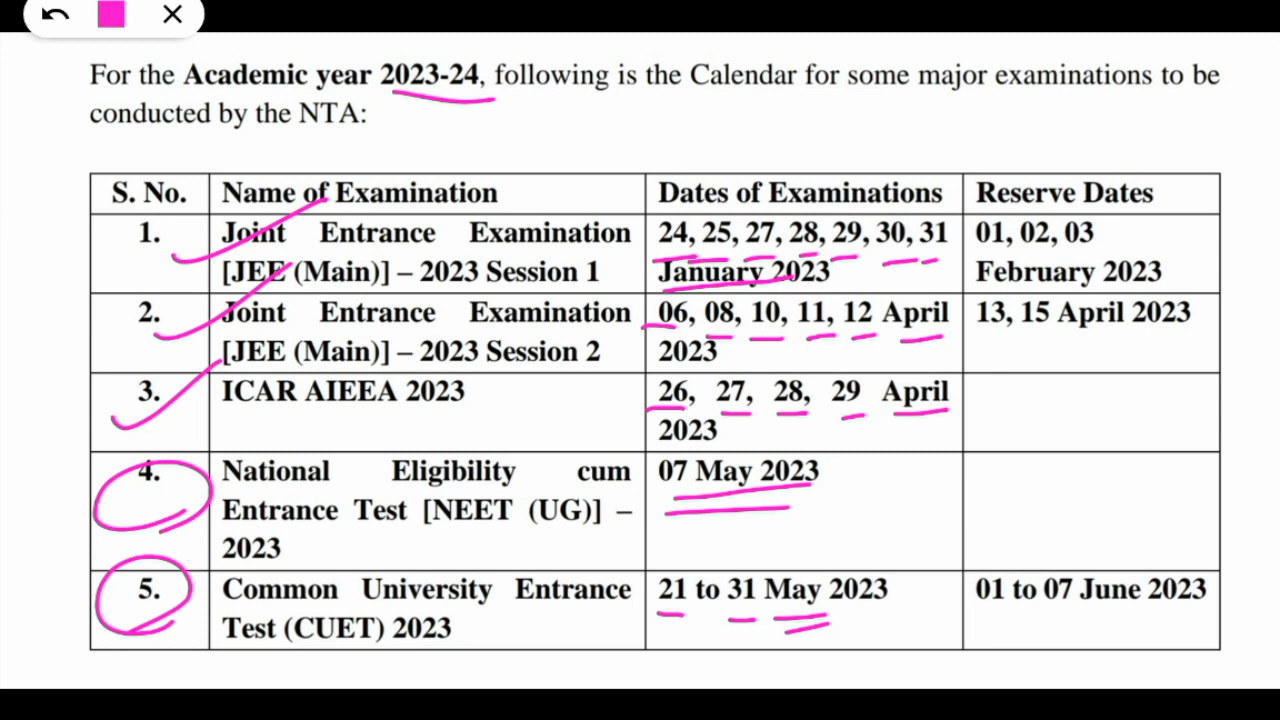 For the Academic year 2023-24, following is the Calendar for some major examinations to be
conducted by the NTA:
S. No. Name of Examination Dates of Examinations Reserve Dates
1. Joint Entrance Examination 24, 25, 27, 28, 29, 30, 31 01, 02, 03
[JEE (Main)] – 2023 Session 1 January 2023 February 2023
2. Joint Entrance Examination 06, 08, 10, 11, 12 April 13, 15 April 2023
[JEE (Main)] – 2023 Session 2 2023
3. ICAR AIEEA 2023 26, 27, 28, 29 April
2023
4. National Eligibility cum 07 May 2023
Entrance Test [NEET (UG)] –
2023
5. Common University Entrance 21 to 31 May 2023 01 to 07 June 2023
Test (CUET) 2023